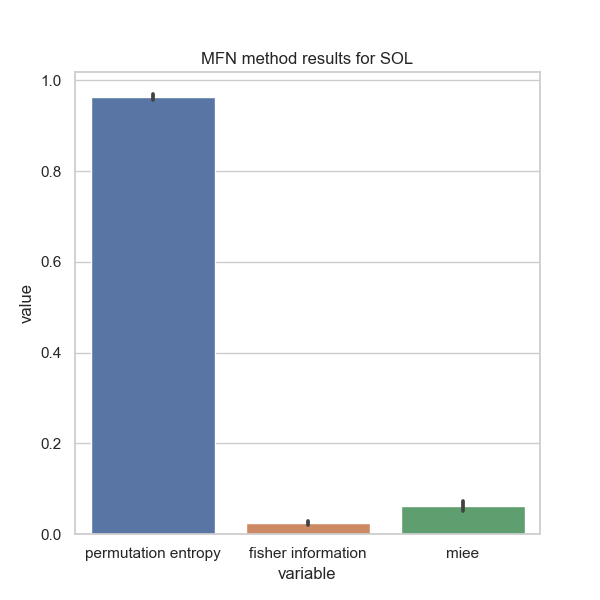 MFN method results for SOL
1.0
0.8
0.6
0.4
0.2
0.0
value
permutation entropy
fisher information
miee
variable